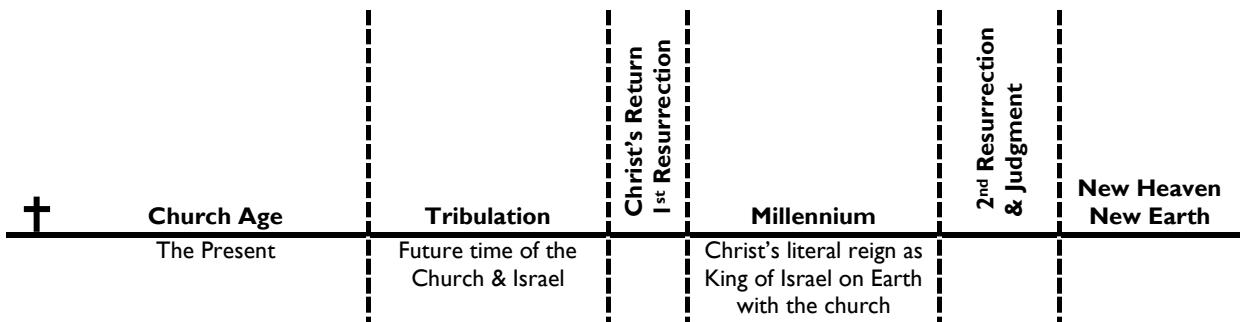 Church Age
The Present
Tribulation
Future time of the
Church & Israel
Christ's Return
1st Resurrection
Millennium
Christ's literal reign as
King of Israel on Earth
with the church
2nd Resurrection
& Judgment
New Heaven
New Earth